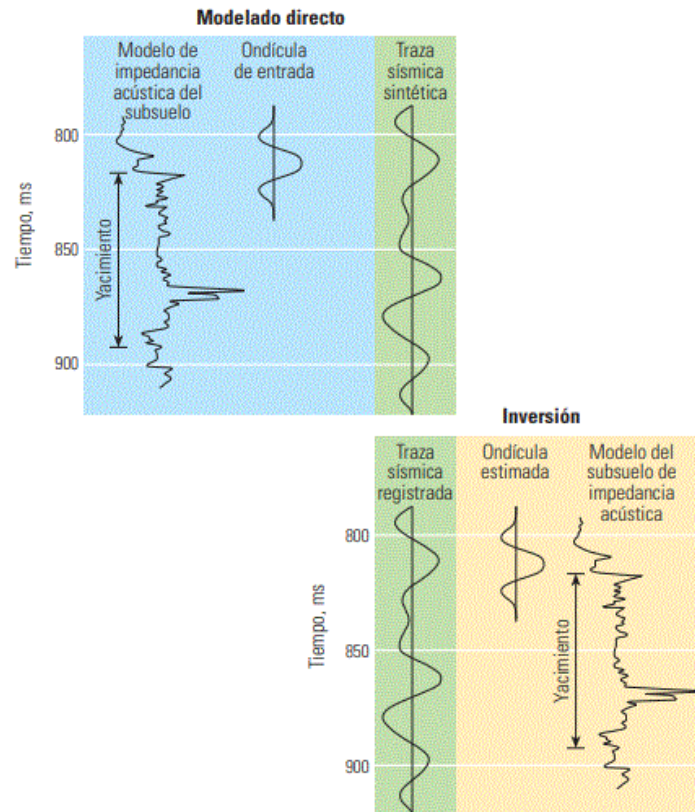 Modelado directo
Modelo de
impedancia
acústica del
subsuelo
Ondícula
de entrada
Traza
sísmica
sintética
Tiempo, ms
800
850
900
Yacimiento
Inversión
Traza
sísmica
registrada
Ondícula
estimada
Modelo del
subsuelo de
impedancia
acústica
Tiempo, ms
800
850
900
Yacimiento